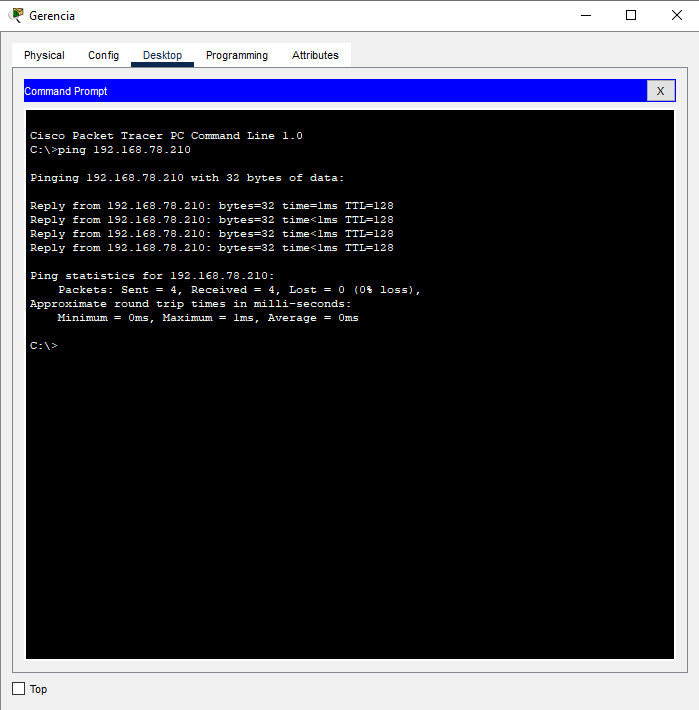 Gerencia
Physical Config Desktop Programming Attributes
Command Prompt X
Cisco Packet Tracer PC Command Line 1.0
C:\>ping 192.168.78.210
Pinging 192.168.78.210 with 32 bytes of data:
Reply from 192.168.78.210: bytes=32 time=1ms TTL=128
Reply from 192.168.78.210: bytes=32 time<1ms TTL=128
Reply from 192.168.78.210: bytes=32 time<1ms TTL=128
Reply from 192.168.78.210: bytes=32 time<1ms TTL=128
Ping statistics for 192.168.78.210:
    Packets: Sent = 4, Received = 4, Lost = 0 (0% loss),
Approximate round trip times in milli-seconds:
    Minimum = 0ms, Maximum = 1ms, Average = 0ms
C:\>
Top